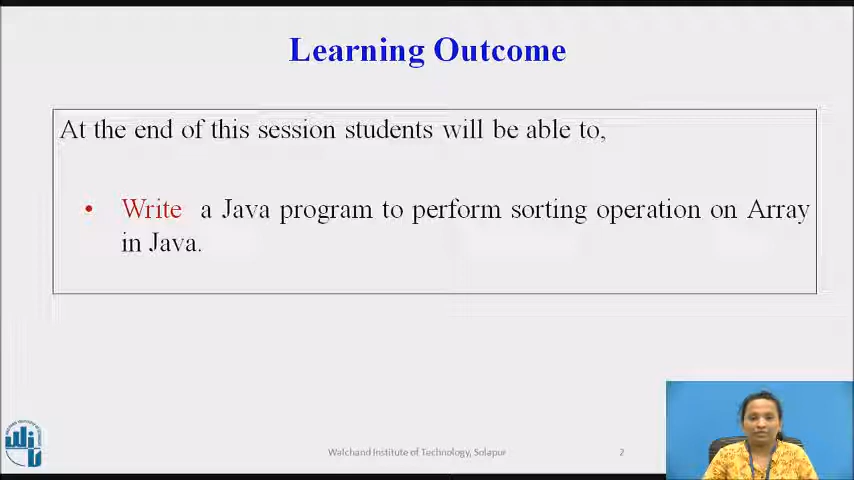 Learning Outcome
At the end of this session students will be able to,
• Write a Java program to perform sorting operation on Array
in Java.
Walchand Institute of Technology, Solapur
2